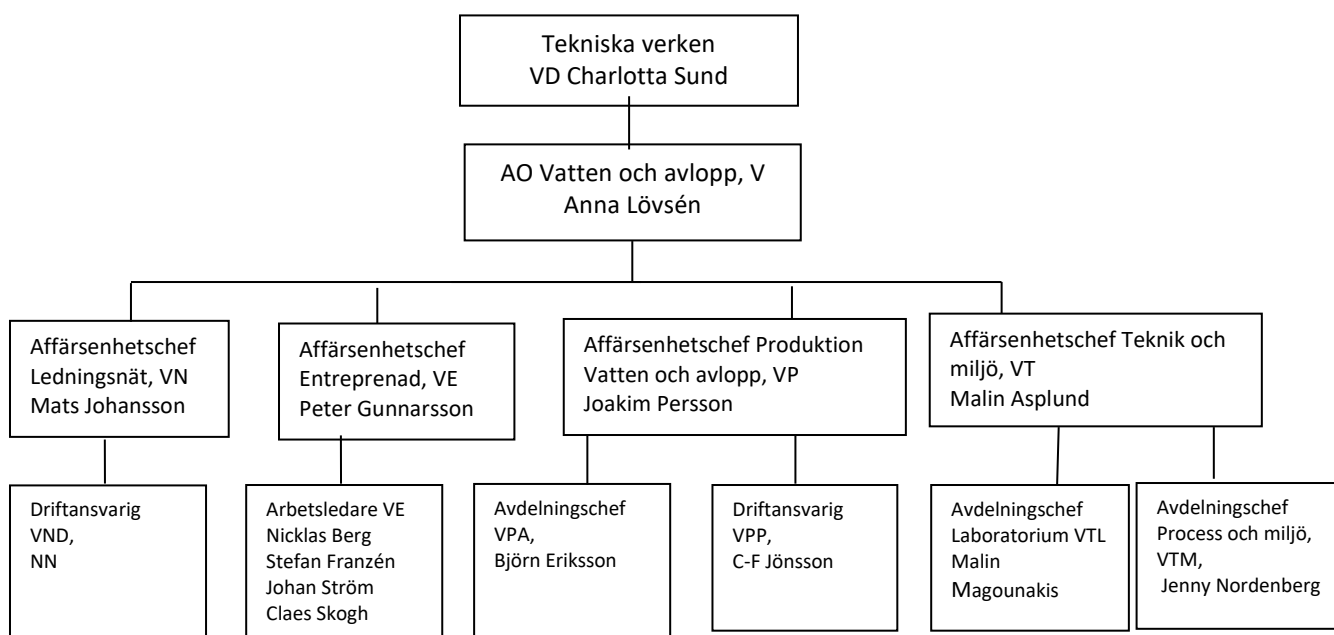 Tekniska verken
VD Charlotta Sund
AO Vatten och avlopp, V
Anna Lövsén
Affärsenhetschef
Ledningsnät, VN
Mats Johansson
Affärsenhetschef
Entreprenad, VE
Peter Gunnarsson
Affärsenhetschef Produktion
Vatten och avlopp, VP
Joakim Persson
Affärsenhetschef Teknik och
miljö, VT
Malin Asplund
Driftansvarig
VND,
NN
Arbetsledare VE
Nicklas Berg
Stefan Franzén
Johan Ström
Claes Skogh
Avdelningschef
VPA,
Björn Eriksson
Driftansvarig
VPP,
C-F Jönsson
Avdelningschef
Laboratorium VTL
Malin
Magounakis
Avdelningschef
Process och miljö,
VTM,
Jenny Nordenberg